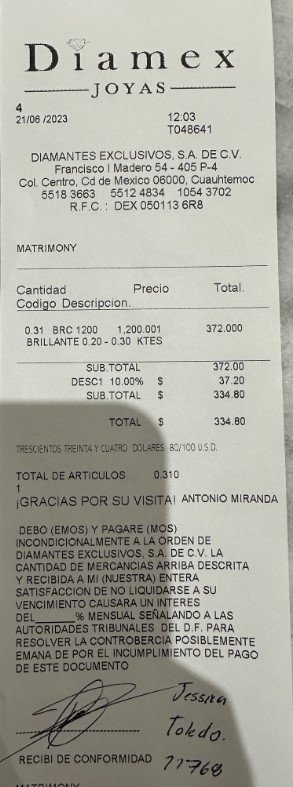 Diamex
JOYAS
4
21/06/2023 12:03
T048641
DIAMANTES EXCLUSIVOS, S.A. DE C.V.
Francisco I Madero 54 - 405 P-4
Col. Centro, Cd de Mexico 06000, Cuauhtemoc
5518 3663 5512 4834 1054 3702
R.F.C. : DEX 050113 6R8
MATRIMONY
Cantidad Precio Total.
Codigo Descripcion.
0.31 BRC 1200 1,200.001 372.000
BRILLANTE 0.20 - 0.30 KTES
SUB.TOTAL 372.00
DESC1 10.00% $ 37.20
SUB.TOTAL $ 334.80
TOTAL $ 334.80
TRESCIENTOS TREINTA Y CUATRO DOLARES 80/100 U.S.D.
TOTAL DE ARTICULOS 0.310
1
¡GRACIAS POR SU VISITA! ANTONIO MIRANDA
DEBO (EMOS) Y PAGARE (MOS)
INCONDICIONALMENTE A LA ORDEN DE
DIAMANTES EXCLUSIVOS, S.A. DE C.V. LA
CANTIDAD DE MERCANCIAS ARRIBA DESCRITA
Y RECIBIDA A MI (NUESTRA) ENTERA
SATISFACCION DE NO LIQUIDARSE A SU
VENCIMIENTO CAUSARA UN INTERES
DEL______% MENSUAL SEÑALANDO A LAS
AUTORIDADES TRIBUNALES DEL D.F. PARA
RESOLVER LA CONTROBERCIA POSIBLEMENTE
EMANA DE POR EL INCUMPLIMIENTO DEL PAGO
DE ESTE DOCUMENTO
Jessica
Toledo.
RECIBI DE CONFORMIDAD 11768
MATRIMONY